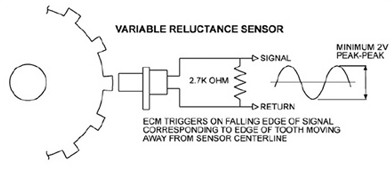 VARIABLE RELUCTANCE SENSOR
SIGNAL
MINIMUM 2V
PEAK-PEAK
2.7K OHM
RETURN
ECM TRIGGERS ON FALLING EDGE OF SIGNAL
CORRESPONDING TO EDGE OF TOOTH MOVING
AWAY FROM SENSOR CENTERLINE